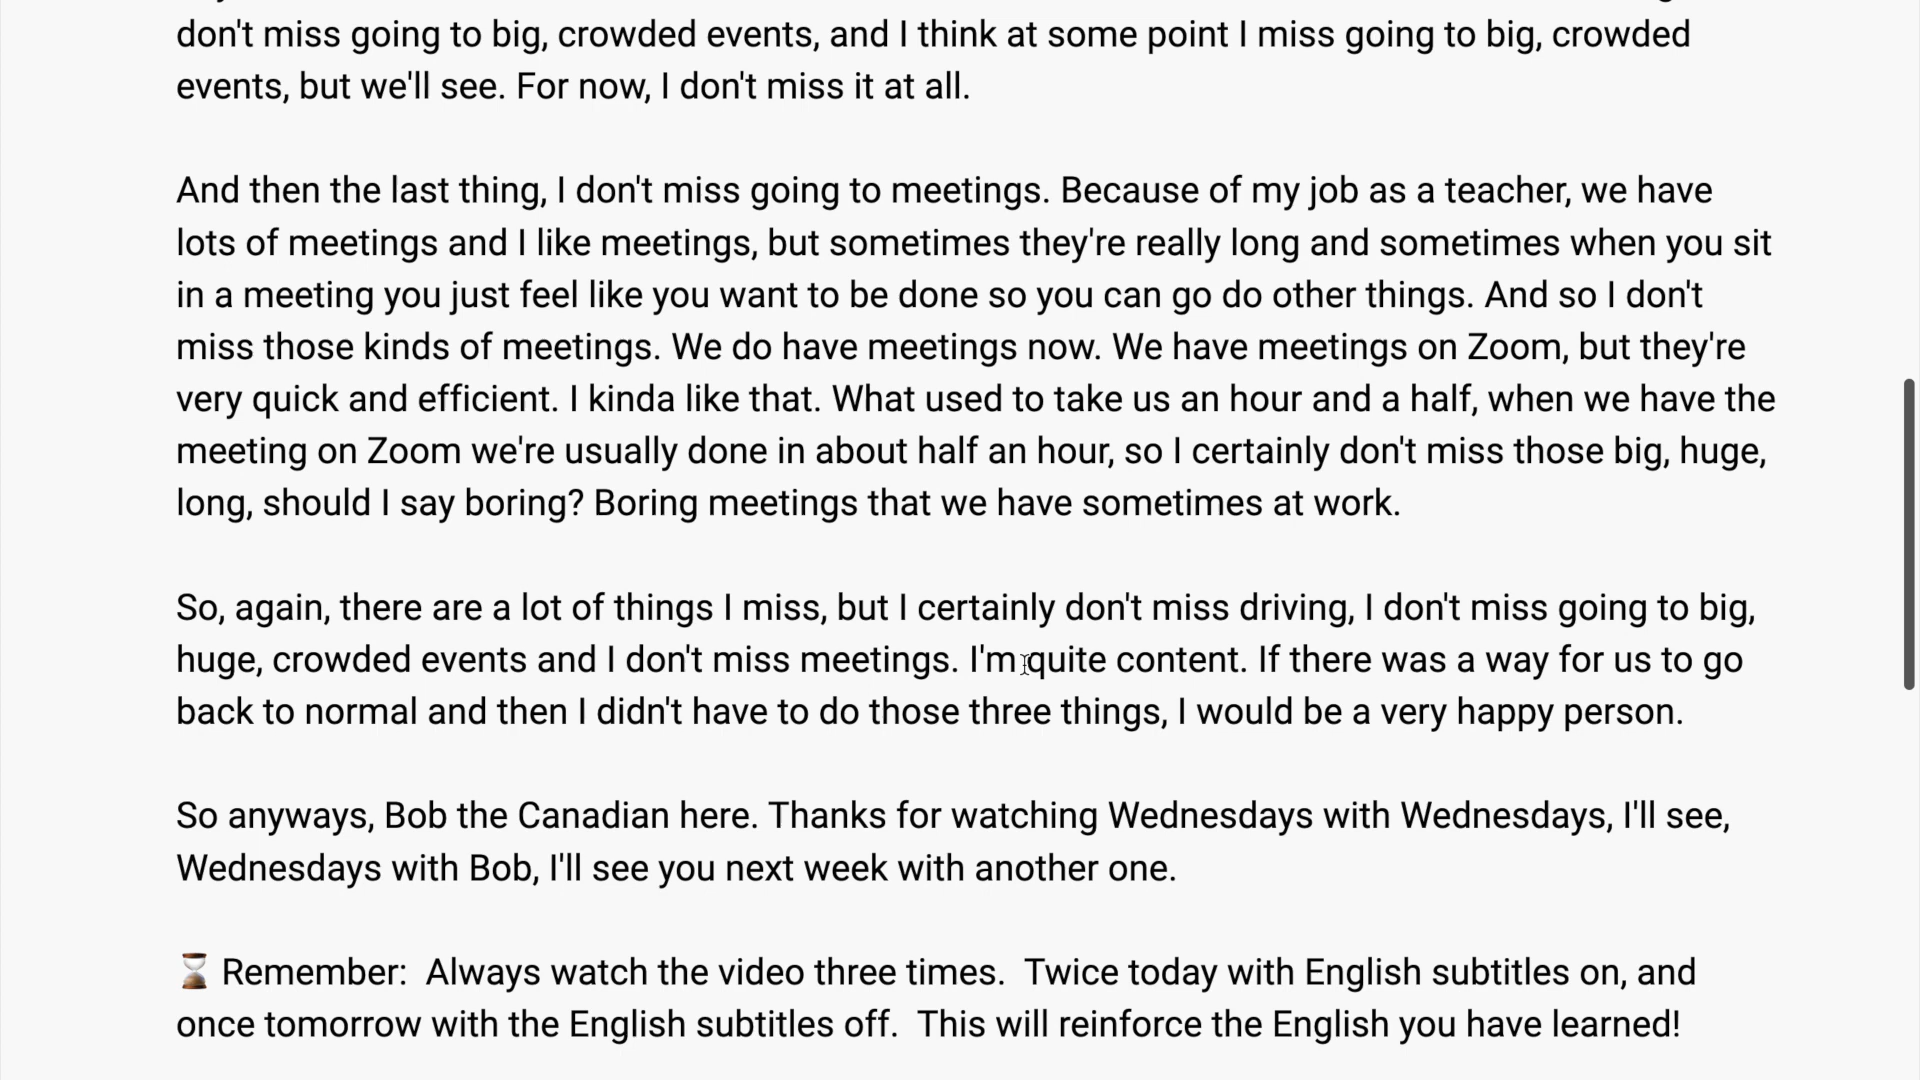 don't miss going to big, crowded events, and I think at some point I miss going to big, crowded
events, but we'll see. For now, I don't miss it at all.
And then the last thing, I don't miss going to meetings. Because of my job as a teacher, we have
lots of meetings and I like meetings, but sometimes they're really long and sometimes when you sit
in a meeting you just feel like you want to be done so you can go do other things. And so I don't
miss those kinds of meetings. We do have meetings now. We have meetings on Zoom, but they're
very quick and efficient. I kinda like that. What used to take us an hour and a half, when we have the
meeting on Zoom we're usually done in about half an hour, so I certainly don't miss those big, huge,
long, should I say boring? Boring meetings that we have sometimes at work.
So, again, there are a lot of things I miss, but I certainly don't miss driving, I don't miss going to big,
huge, crowded events and I don't miss meetings. I'm quite content. If there was a way for us to go
back to normal and then I didn't have to do those three things, I would be a very happy person.
So anyways, Bob the Canadian here. Thanks for watching Wednesdays with Wednesdays, I'll see,
Wednesdays with Bob, I'll see you next week with another one.
⌛ Remember:  Always watch the video three times.  Twice today with English subtitles on, and
once tomorrow with the English subtitles off.  This will reinforce the English you have learned!